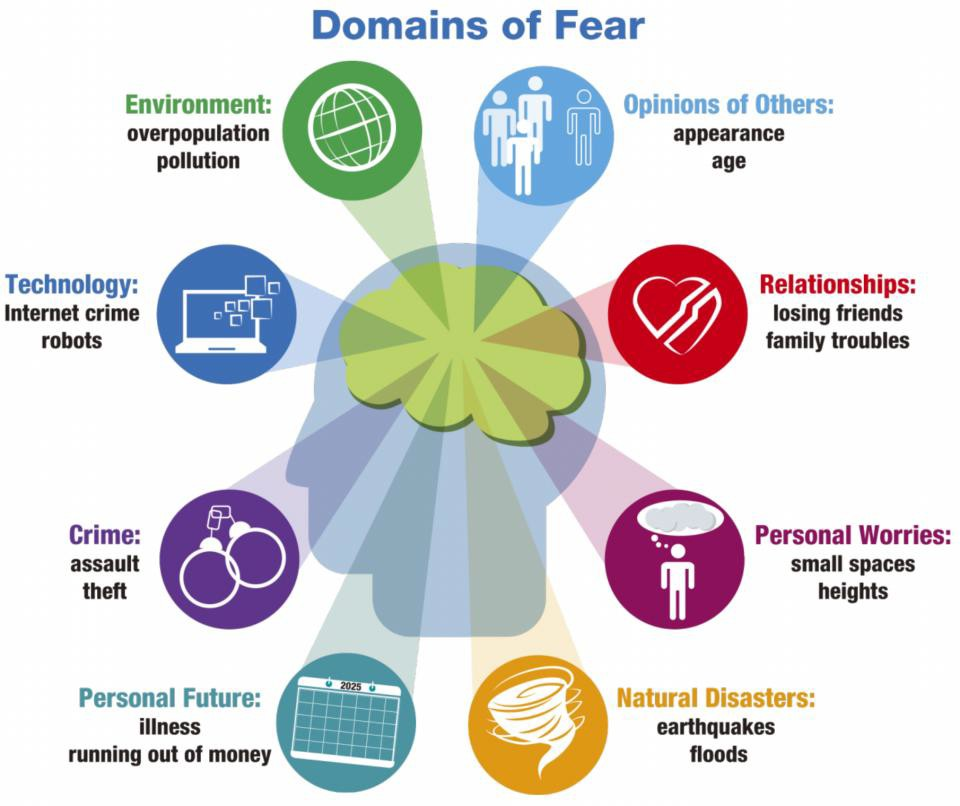 Domains of Fear
Environment:
overpopulation
pollution
Opinions of Others:
appearance
age
Technology:
Internet crime
robots
Relationships:
losing friends
family troubles
Crime:
assault
theft
Personal Worries:
small spaces
heights
Personal Future:
illness
running out of money
2025
Natural Disasters:
earthquakes
floods